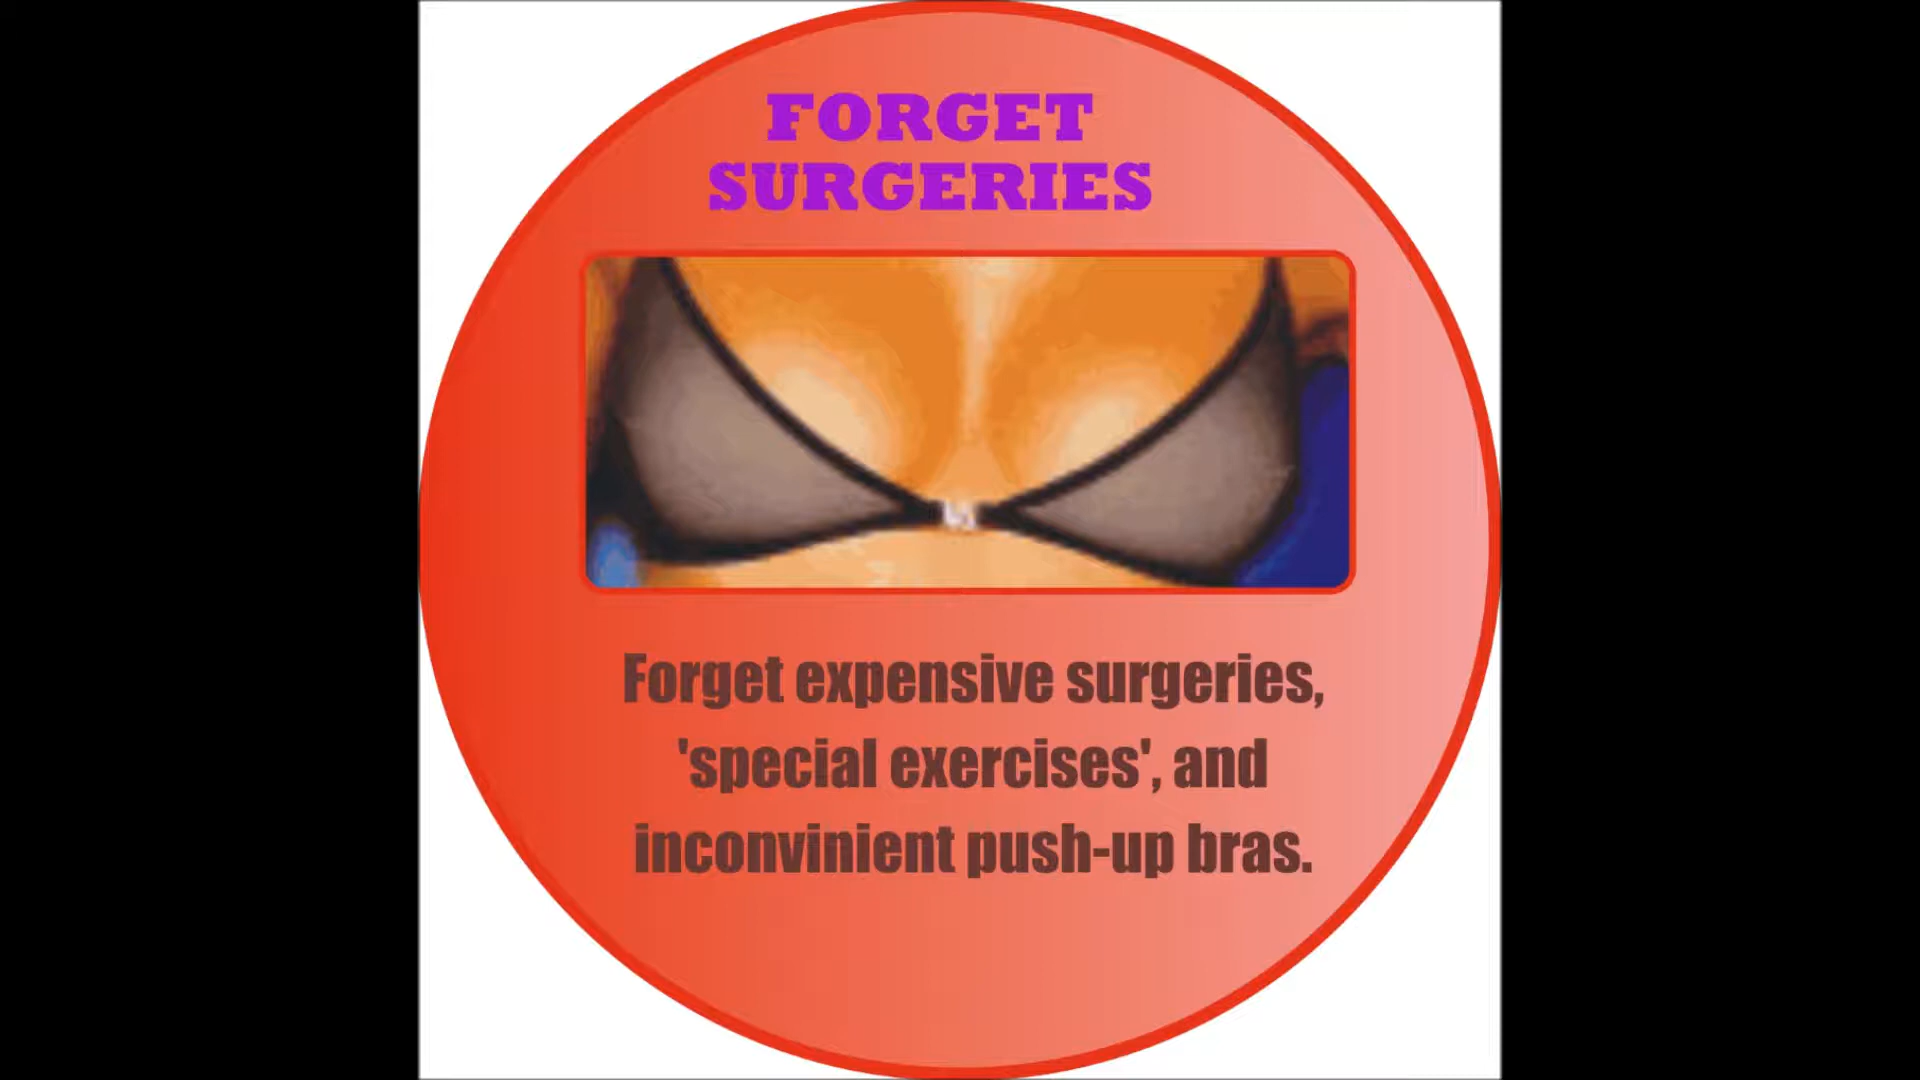 FORGET
SURGERIES
Forget expensive surgeries,
'special exercises', and
inconvinient push-up bras.